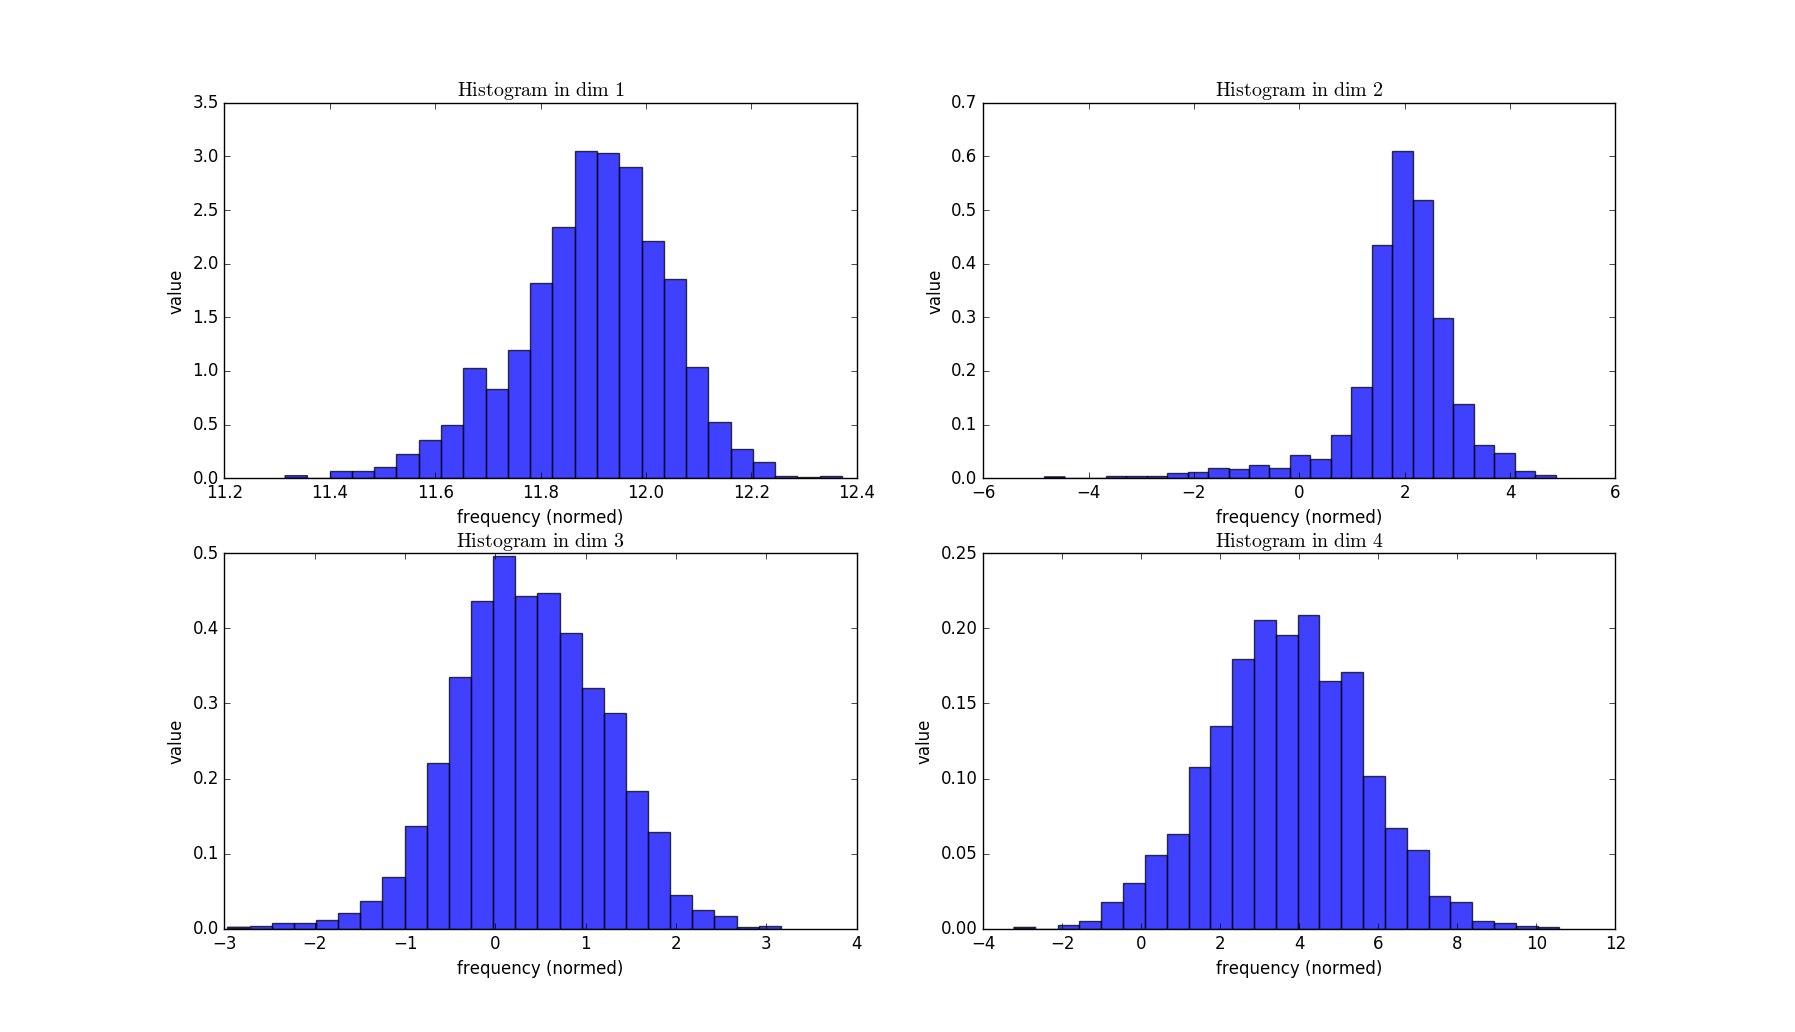 Histogram in dim 1
3.5
3.0
2.5
2.0
1.5
1.0
0.5
0.0
value
11.2 11.4 11.6 11.8 12.0 12.2 12.4
frequency (normed)
Histogram in dim 2
0.7
0.6
0.5
0.4
0.3
0.2
0.1
0.0
value
−6 −4 −2 0 2 4 6
frequency (normed)
Histogram in dim 3
0.5
0.4
0.3
0.2
0.1
0.0
value
−3 −2 −1 0 1 2 3 4
frequency (normed)
Histogram in dim 4
0.25
0.20
0.15
0.10
0.05
0.00
value
−4 −2 0 2 4 6 8 10 12
frequency (normed)